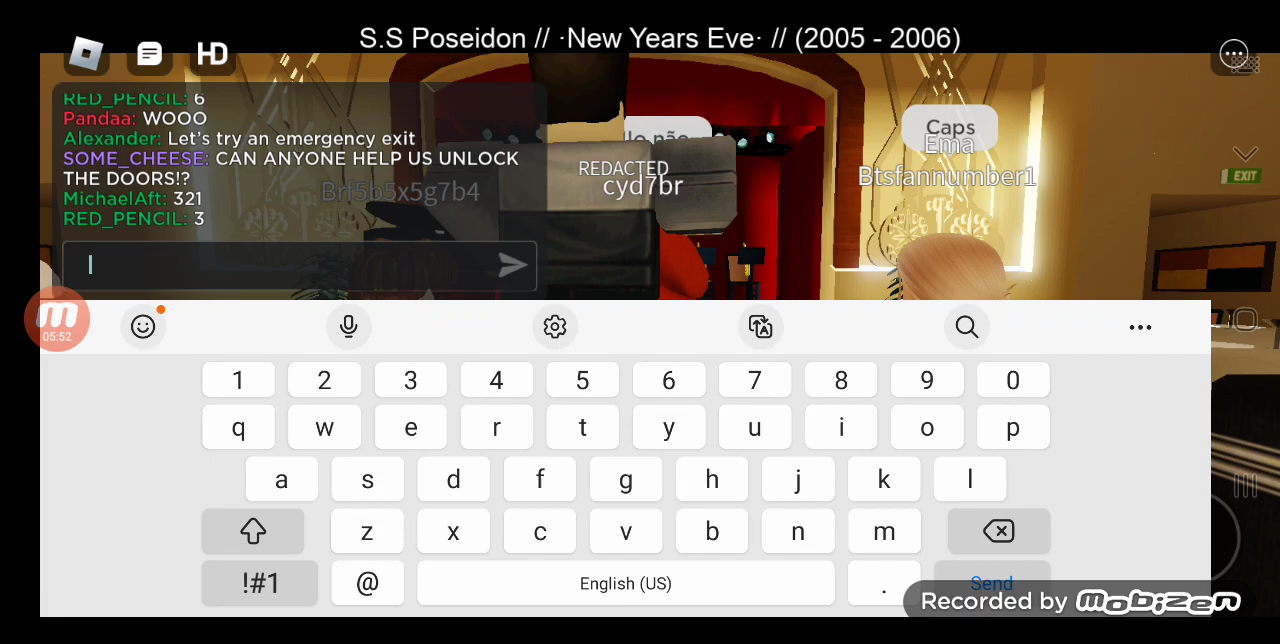 S.S Poseidon // ·New Years Eve· // (2005 - 2006)
HD
RED_PENCIL: 6
Pandaa: WOOO
Alexander: Let's try an emergency exit
SOME_CHEESE: CAN ANYONE HELP US UNLOCK
THE DOORS!?
MichaelAft: 321
RED_PENCIL: 3
Brf5b5x5g7b4
não
REDACTED
cyd7br
Caps
Ema
Btsfannumber1
EXIT
05:52
1 2 3 4 5 6 7 8 9 0
q w e r t y u i o p
a s d f g h j k l
z x c v b n m
!#1 @ English (US) . Send
Recorded by mobizen